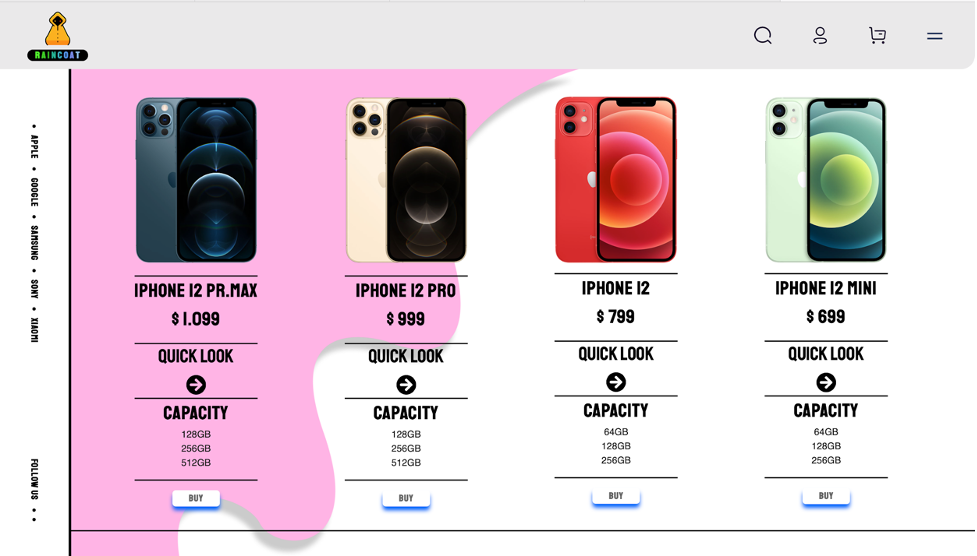 RAINCOAT
• APPLE • GOOGLE • SAMSUNG • SONY • XIAOMI
FOLLOW US • •
IPHONE 12 PR.MAX
$ 1.099
QUICK LOOK
CAPACITY
128GB
256GB
512GB
BUY
IPHONE 12 PRO
$ 999
QUICK LOOK
CAPACITY
128GB
256GB
512GB
BUY
IPHONE 12
$ 799
QUICK LOOK
CAPACITY
64GB
128GB
256GB
BUY
IPHONE 12 MINI
$ 699
QUICK LOOK
CAPACITY
64GB
128GB
256GB
BUY